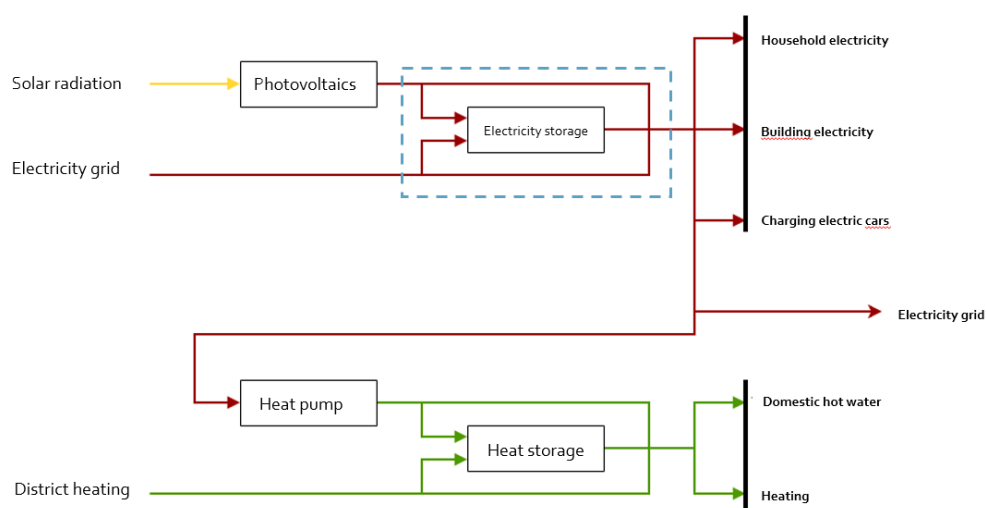 Household electricity
Solar radiation
Photovoltaics
Electricity storage
Building electricity
Electricity grid
Charging electric cars
Electricity grid
Heat pump
Domestic hot water
Heat storage
District heating
Heating